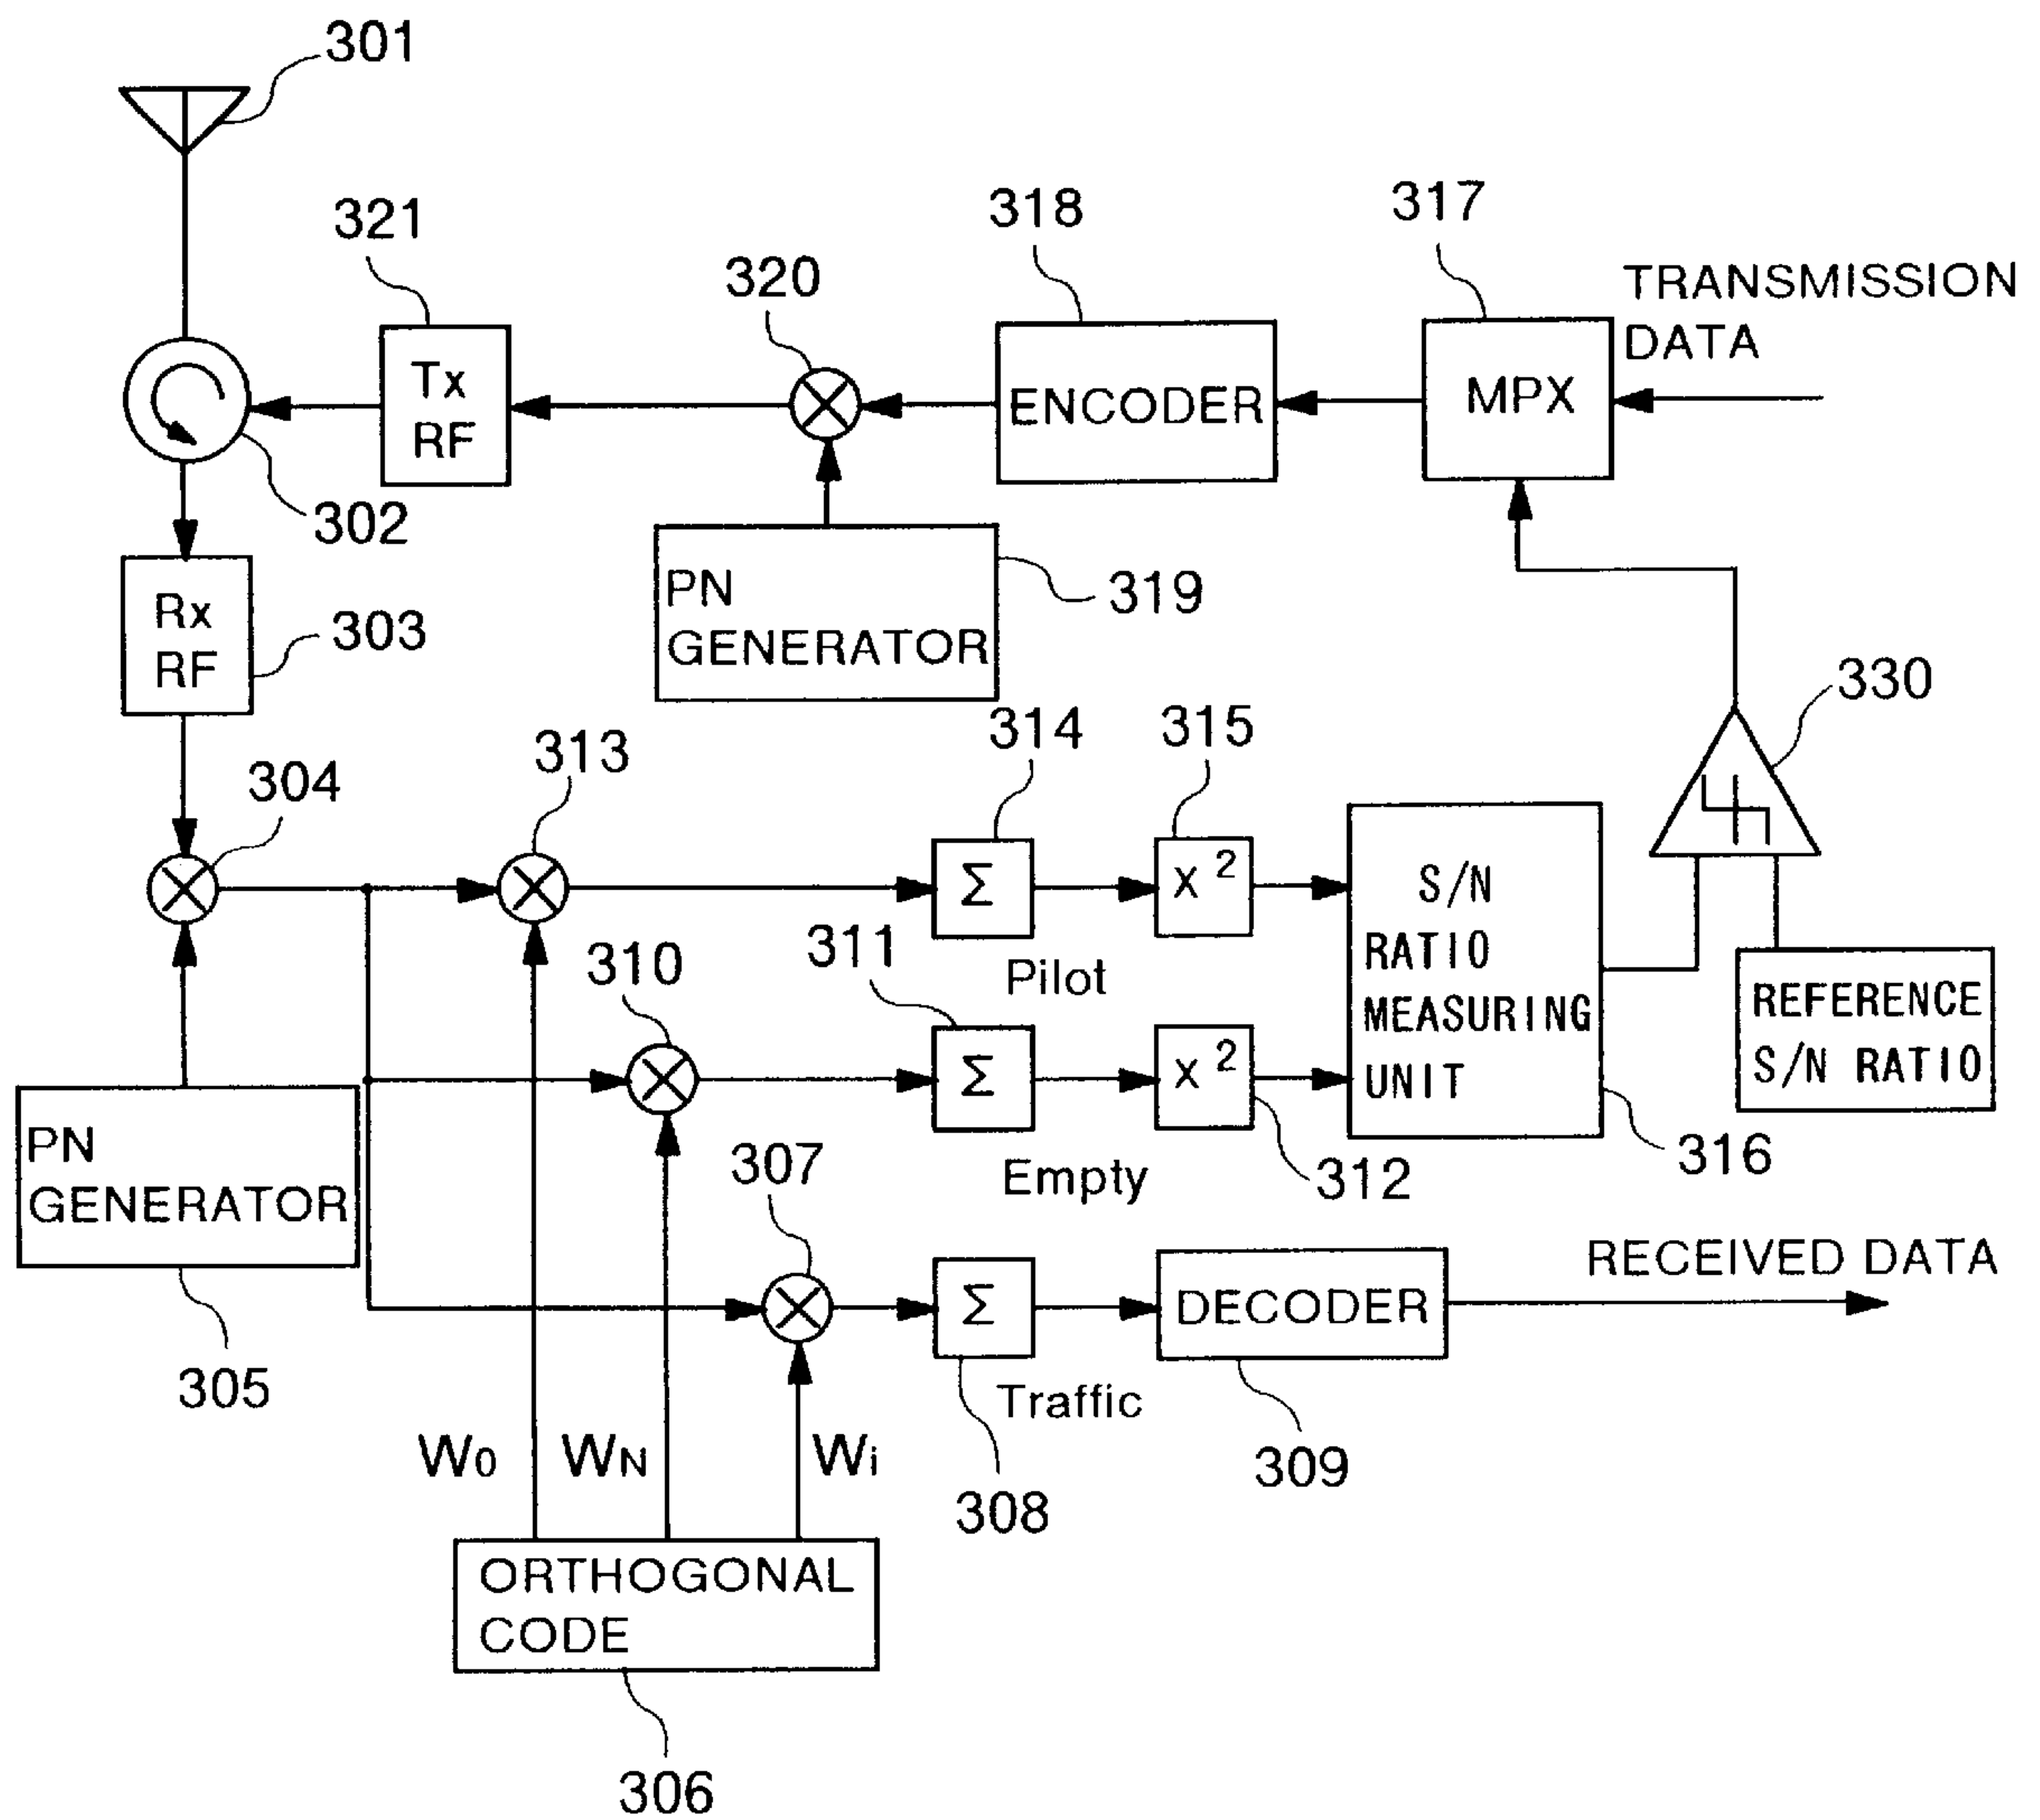 301
321
318
317
320
TRANSMISSION
DATA
Tx
RF
ENCODER
MPX
302
PN
GENERATOR
319
Rx
RF
303
330
313
314
315
304
Σ
X 2
S/N
RATIO
MEASURING
UNIT
310
311
Pilot
REFERENCE
S/N RATIO
Σ
X 2
PN
GENERATOR
307
Empty
312
316
305
Σ
DECODER
RECEIVED DATA
Traffic
W0
WN
Wi
308
309
ORTHOGONAL
CODE
306